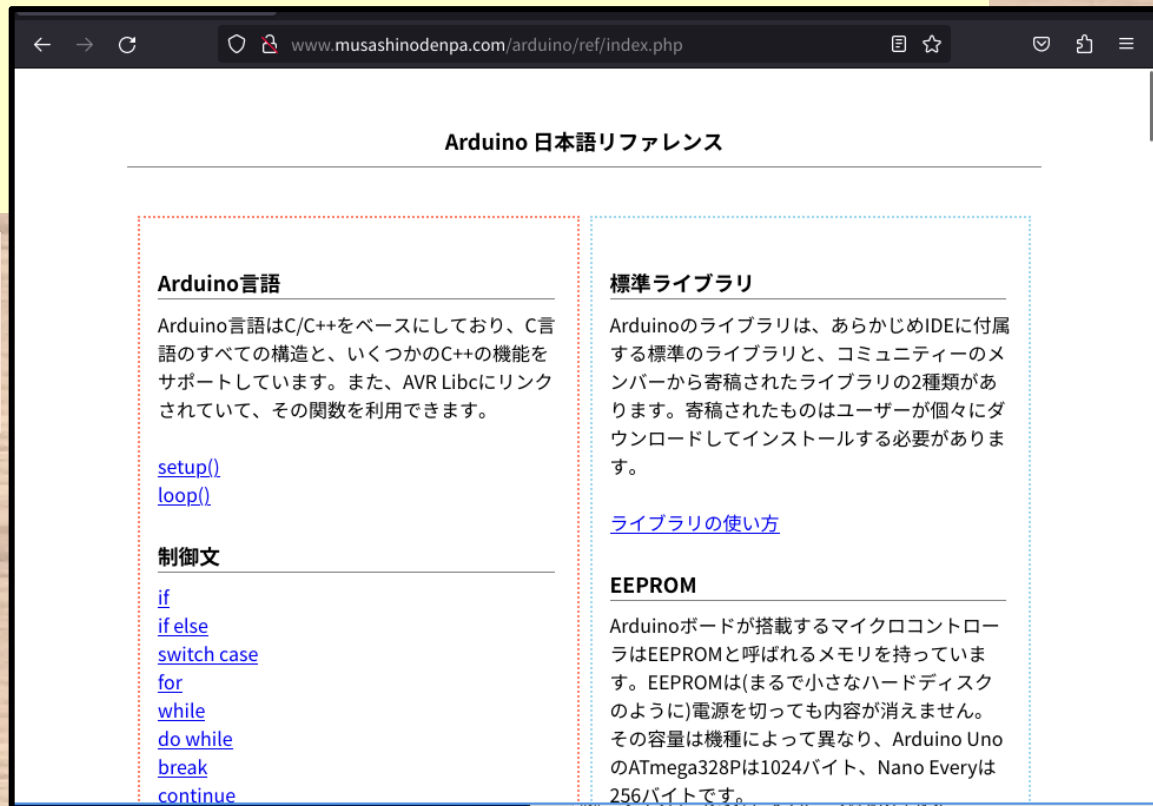 www.musashinodenpa.com/arduino/ref/index.php
Arduino 日本語リファレンス
Arduino言語
Arduino言語はC/C++をベースにしており、C言
語のすべての構造と、いくつかのC++の機能を
サポートしています。また、AVR Libcにリンク
されていて、その関数を利用できます。
setup()
loop()
制御文
if
if else
switch case
for
while
do while
break
continue
標準ライブラリ
Arduinoのライブラリは、あらかじめIDEに付属
する標準のライブラリと、コミュニティーのメ
ンバーから寄稿されたライブラリの2種類があ
ります。寄稿されたものはユーザーが個々にダ
ウンロードしてインストールする必要がありま
す。
ライブラリの使い方
EEPROM
Arduinoボードが搭載するマイクロコントロー
ラはEEPROMと呼ばれるメモリを持っていま
す。EEPROMは(まるで小さなハードディスク
のように)電源を切っても内容が消えません。
その容量は機種によって異なり、Arduino Uno
のATmega328Pは1024バイト、Nano Everyは
256バイトです。